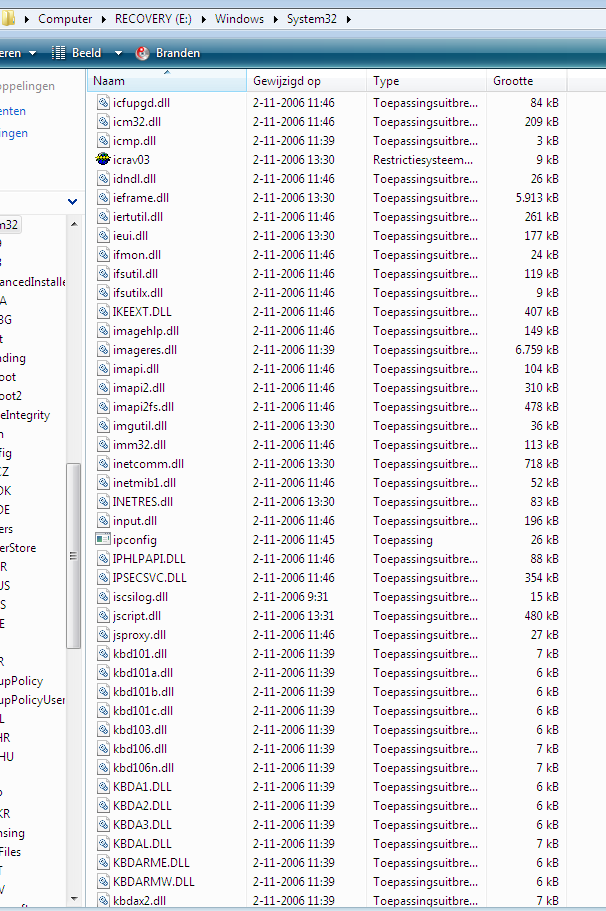 Computer ▸ RECOVERY (E:) ▸ Windows ▸ System32 ▸
eren Beeld Branden
oppelingen
enten
ingen
m32
ancedInstalle
A
BG
t
nding
oot
oot2
eIntegrity
n
fig
CZ
DK
DE
ers
erStore
R
US
S
E
R
upPolicy
upPolicyUser
L
HR
HU
KR
nsing
Files
T
V
Naam Gewijzigd op Type Grootte
icfupgd.dll 2-11-2006 11:46 Toepassingsuitbre... 84 kB
icm32.dll 2-11-2006 11:46 Toepassingsuitbre... 209 kB
icmp.dll 2-11-2006 11:39 Toepassingsuitbre... 3 kB
icrav03 2-11-2006 13:30 Restrictiesysteem... 9 kB
idndl.dll 2-11-2006 11:46 Toepassingsuitbre... 26 kB
ieframe.dll 2-11-2006 13:30 Toepassingsuitbre... 5.913 kB
iertutil.dll 2-11-2006 11:46 Toepassingsuitbre... 261 kB
ieui.dll 2-11-2006 13:30 Toepassingsuitbre... 177 kB
ifmon.dll 2-11-2006 11:46 Toepassingsuitbre... 24 kB
ifsutil.dll 2-11-2006 11:46 Toepassingsuitbre... 119 kB
ifsutilx.dll 2-11-2006 11:46 Toepassingsuitbre... 9 kB
IKEEXT.DLL 2-11-2006 11:46 Toepassingsuitbre... 407 kB
imagehlp.dll 2-11-2006 11:46 Toepassingsuitbre... 149 kB
imageres.dll 2-11-2006 11:39 Toepassingsuitbre... 6.759 kB
imapi.dll 2-11-2006 11:46 Toepassingsuitbre... 104 kB
imapi2.dll 2-11-2006 11:46 Toepassingsuitbre... 310 kB
imapi2fs.dll 2-11-2006 11:46 Toepassingsuitbre... 478 kB
imgutil.dll 2-11-2006 13:30 Toepassingsuitbre... 36 kB
imm32.dll 2-11-2006 11:46 Toepassingsuitbre... 113 kB
inetcomm.dll 2-11-2006 13:30 Toepassingsuitbre... 718 kB
inetmib1.dll 2-11-2006 11:46 Toepassingsuitbre... 52 kB
INETRES.dll 2-11-2006 13:30 Toepassingsuitbre... 83 kB
input.dll 2-11-2006 11:46 Toepassingsuitbre... 196 kB
ipconfig 2-11-2006 11:45 Toepassing 26 kB
IPHLPAPI.DLL 2-11-2006 11:46 Toepassingsuitbre... 88 kB
IPSECSVC.DLL 2-11-2006 11:46 Toepassingsuitbre... 354 kB
iscsilog.dll 2-11-2006 9:31 Toepassingsuitbre... 15 kB
jscript.dll 2-11-2006 13:31 Toepassingsuitbre... 480 kB
jsproxy.dll 2-11-2006 11:46 Toepassingsuitbre... 27 kB
kbd101.dll 2-11-2006 11:39 Toepassingsuitbre... 7 kB
kbd101a.dll 2-11-2006 11:39 Toepassingsuitbre... 6 kB
kbd101b.dll 2-11-2006 11:39 Toepassingsuitbre... 6 kB
kbd101c.dll 2-11-2006 11:39 Toepassingsuitbre... 6 kB
kbd103.dll 2-11-2006 11:39 Toepassingsuitbre... 6 kB
kbd106.dll 2-11-2006 11:39 Toepassingsuitbre... 7 kB
kbd106n.dll 2-11-2006 11:39 Toepassingsuitbre... 7 kB
KBDA1.DLL 2-11-2006 11:39 Toepassingsuitbre... 6 kB
KBDA2.DLL 2-11-2006 11:39 Toepassingsuitbre... 6 kB
KBDA3.DLL 2-11-2006 11:39 Toepassingsuitbre... 6 kB
KBDAL.DLL 2-11-2006 11:39 Toepassingsuitbre... 7 kB
KBDARME.DLL 2-11-2006 11:39 Toepassingsuitbre... 6 kB
KBDARMW.DLL 2-11-2006 11:39 Toepassingsuitbre... 6 kB
kbdax2.dll 2-11-2006 11:39 Toepassingsuitbre... 7 kB